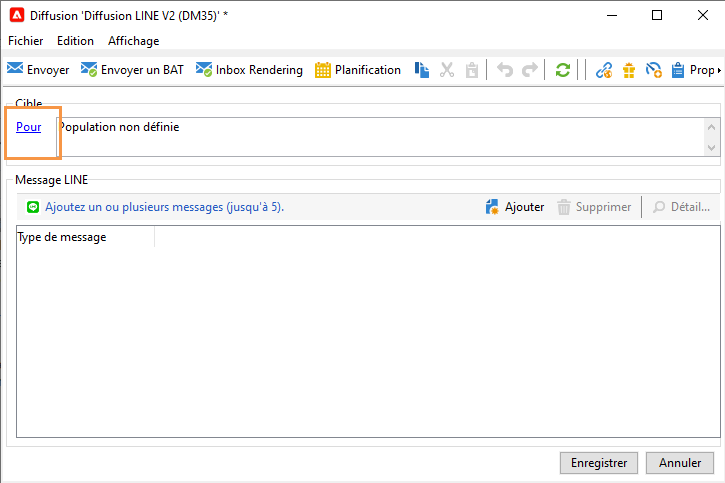 Diffusion 'Diffusion LINE V2 (DM35)' *
Fichier Edition Affichage
Envoyer Envoyer un BAT Inbox Rendering Planification Prop
Cible
Pour Population non définie
Message LINE
Ajoutez un ou plusieurs messages (jusqu'à 5). Ajouter Supprimer Détail...
Type de message
Enregistrer Annuler